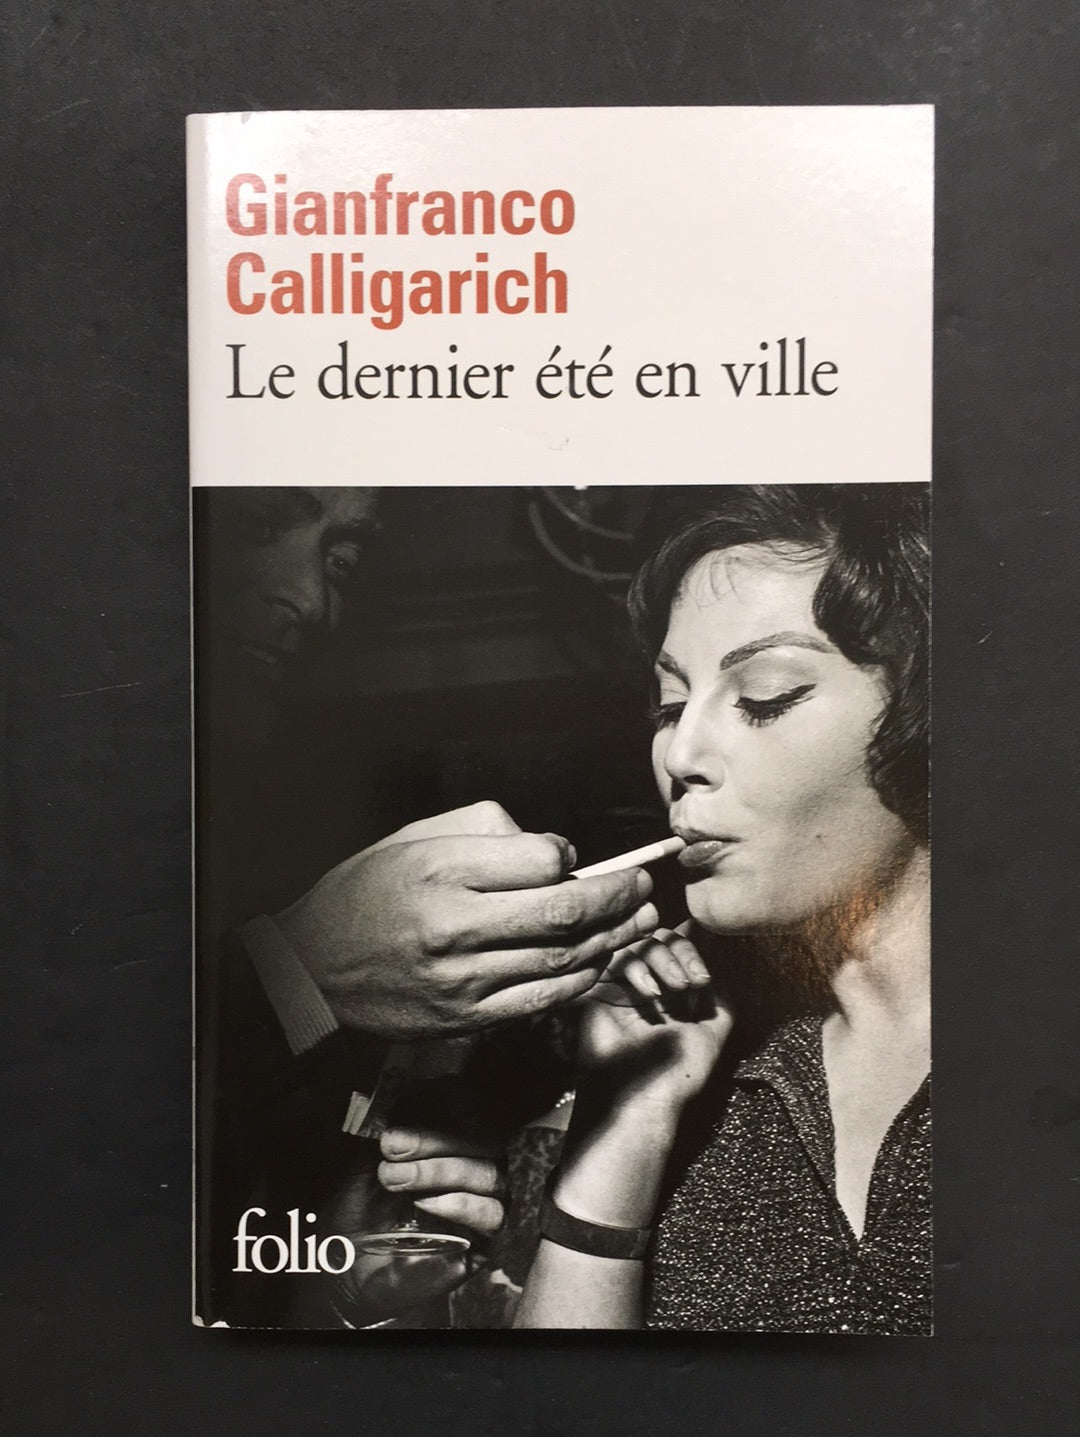 Gianfranco
Calligarich
Le dernier été en ville
folio